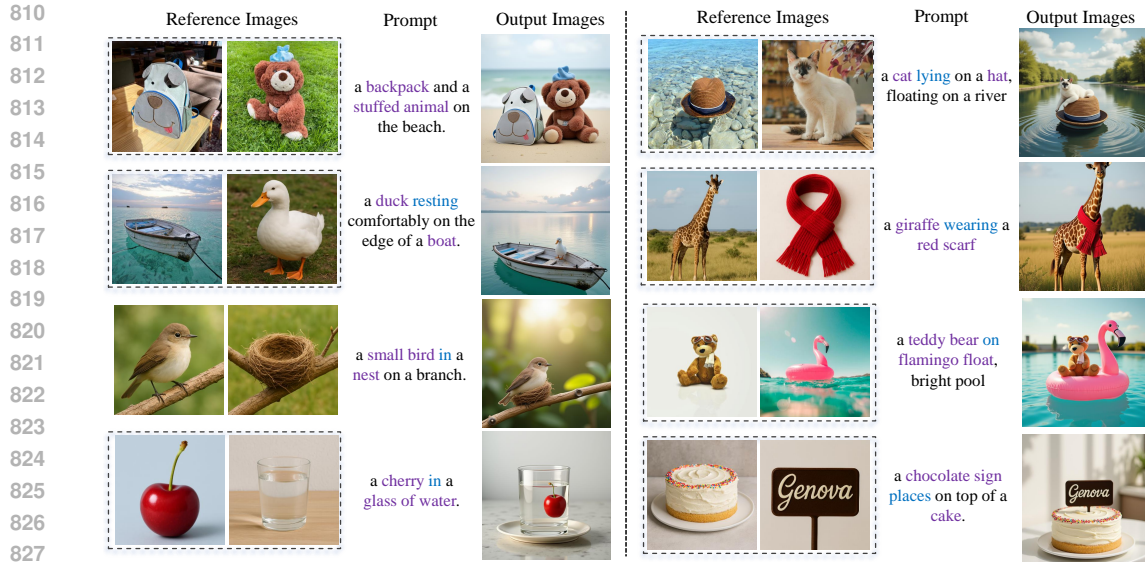 810
811
812
813
814
815
816
817
818
819
820
821
822
823
824
825
826
827
Reference Images
Prompt
Output Images
a backpack and a
stuffed animal on
the beach.
a duck resting
comfortably on the
edge of a boat.
a small bird in a
nest on a branch.
a cherry in a
glass of water.
Reference Images
Prompt
Output Images
a cat lying on a hat,
floating on a river
a giraffe wearing a
red scarf
a teddy bear on
flamingo float,
bright pool
Genova
a chocolate sign
places on top of a
cake.
Genova